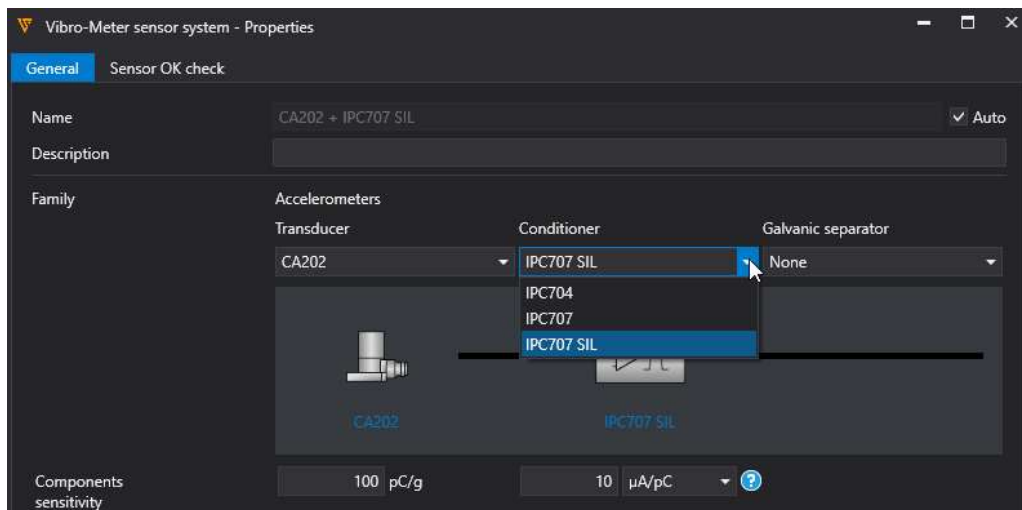 Vibro-Meter sensor system - Properties
General Sensor OK check
Name CA202 + IPC707 SIL Auto
Description
Family Accelerometers
Transducer Conditioner Galvanic separator
CA202 IPC707 SIL None
IPC704
IPC707
IPC707 SIL
CA202 IPC707 SIL
Components sensitivity 100 pC/g 10 µA/pC ?